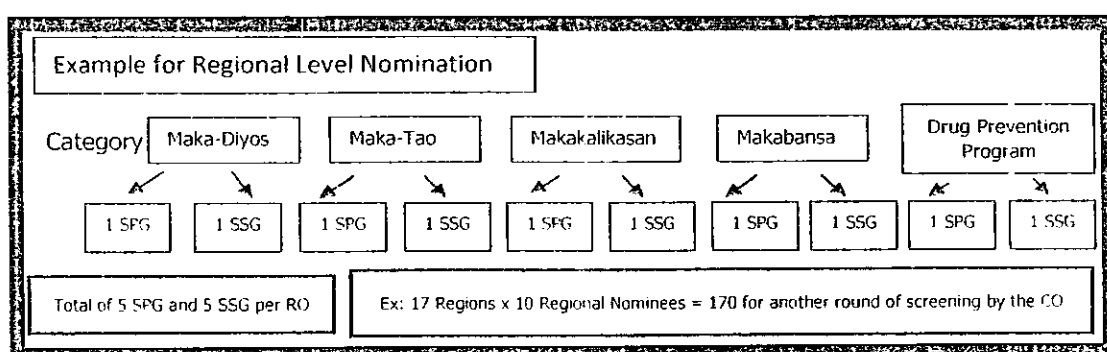 Example for Regional Level Nomination
Category
Maka-Diyos
Maka-Tao
Makakalikasan
Makabansa
Drug Prevention
Program
1 SPG
1 SSG
1 SPG
1 SSG
1 SPG
1 SSG
1 SPG
1 SSG
1 SPG
1 SSG
Total of 5 SPG and 5 SSG per RO
Ex: 17 Regions x 10 Regional Nominees = 170 for another round of screening by the CO